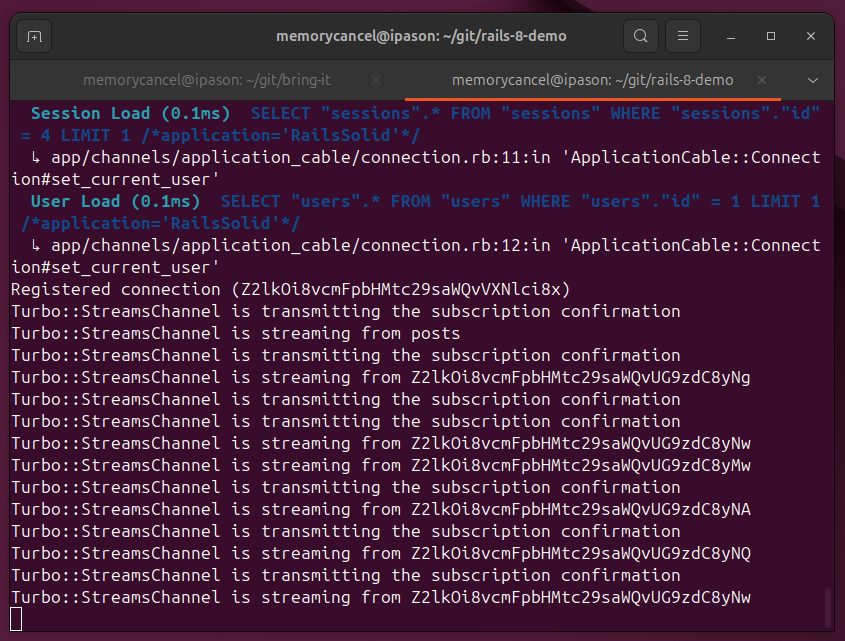 memorycancel@ipason: ~/git/rails-8-demo
memorycancel@ipason: ~/git/bring-it
memorycancel@ipason: ~/git/rails-8-demo
Session Load (0.1ms)  SELECT "sessions".* FROM "sessions" WHERE "sessions"."id"
= 4 LIMIT 1 /*application='RailsSolid'*/
↳ app/channels/application_cable/connection.rb:11:in 'ApplicationCable::Connect
ion#set_current_user'
User Load (0.1ms)  SELECT "users".* FROM "users" WHERE "users"."id" = 1 LIMIT 1
/*application='RailsSolid'*/
↳ app/channels/application_cable/connection.rb:12:in 'ApplicationCable::Connect
ion#set_current_user'
Registered connection (Z2lkOi8vcmFpbHMtc29saWQvVXNlci8x)
Turbo::StreamsChannel is transmitting the subscription confirmation
Turbo::StreamsChannel is streaming from posts
Turbo::StreamsChannel is transmitting the subscription confirmation
Turbo::StreamsChannel is streaming from Z2lkOi8vcmFpbHMtc29saWQvUG9zdC8yNg
Turbo::StreamsChannel is transmitting the subscription confirmation
Turbo::StreamsChannel is transmitting the subscription confirmation
Turbo::StreamsChannel is streaming from Z2lkOi8vcmFpbHMtc29saWQvUG9zdC8yNw
Turbo::StreamsChannel is streaming from Z2lkOi8vcmFpbHMtc29saWQvUG9zdC8yMw
Turbo::StreamsChannel is transmitting the subscription confirmation
Turbo::StreamsChannel is streaming from Z2lkOi8vcmFpbHMtc29saWQvUG9zdC8yNA
Turbo::StreamsChannel is transmitting the subscription confirmation
Turbo::StreamsChannel is streaming from Z2lkOi8vcmFpbHMtc29saWQvUG9zdC8yNQ
Turbo::StreamsChannel is transmitting the subscription confirmation
Turbo::StreamsChannel is streaming from Z2lkOi8vcmFpbHMtc29saWQvUG9zdC8yNw